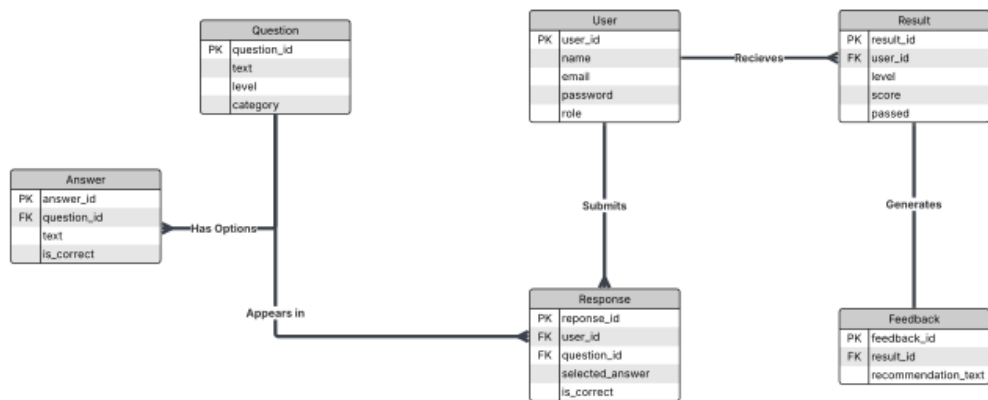 Question
PK question_id
text
level
category
User
PK user_id
name
email
password
role
Recieves
Result
PK result_id
FK user_id
level
score
passed
Answer
PK answer_id
FK question_id
text
is_correct
Has Options
Submits
Generates
Appears in
Response
PK reponse_id
FK user_id
FK question_id
selected_answer
is_correct
Feedback
PK feedback_id
FK result_id
recommendation_text